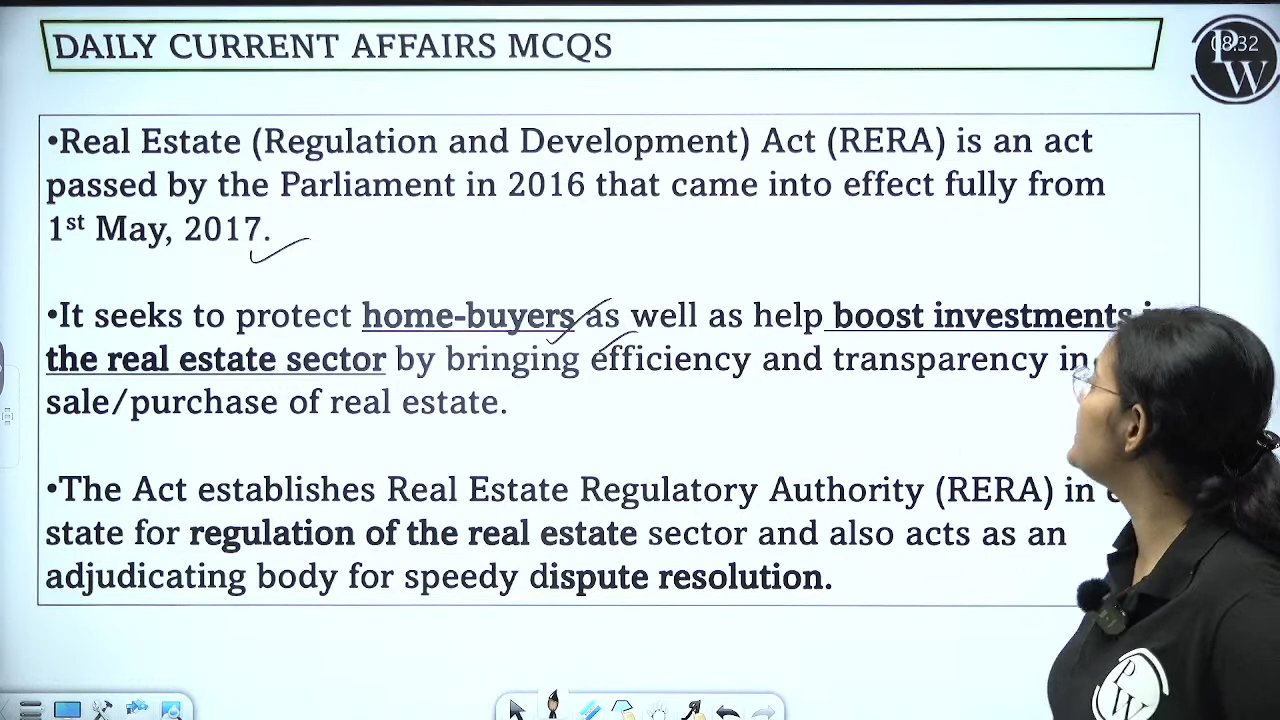 DAILY CURRENT AFFAIRS MCQS
08:32
PW
•Real Estate (Regulation and Development) Act (RERA) is an act
passed by the Parliament in 2016 that came into effect fully from
1st May, 2017.
•It seeks to protect home-buyers as well as help boost investments
the real estate sector by bringing efficiency and transparency in
sale/purchase of real estate.
•The Act establishes Real Estate Regulatory Authority (RERA) in
state for regulation of the real estate sector and also acts as an
adjudicating body for speedy dispute resolution.
PW